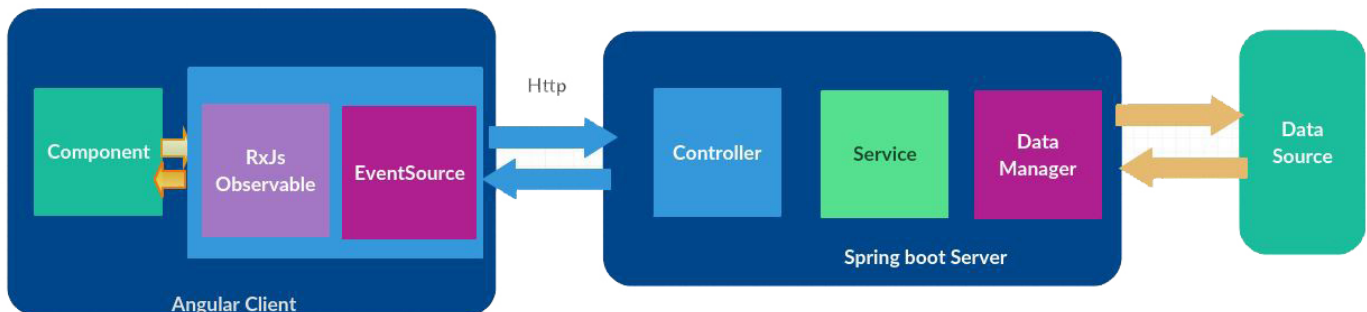 Component
RxJs
Observable
EventSource
Angular Client
Http
Controller
Service
Data
Manager
Spring boot Server
Data
Source